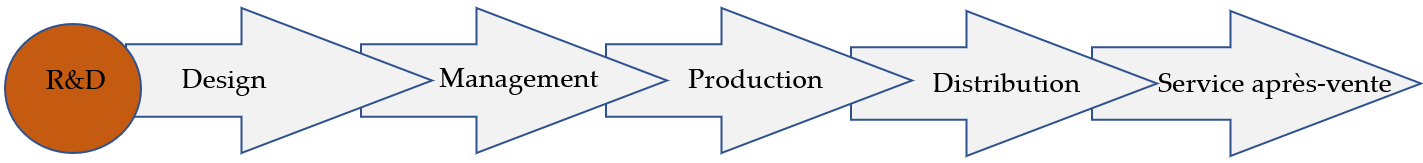 R&D
Design
Management
Production
Distribution
Service après-vente